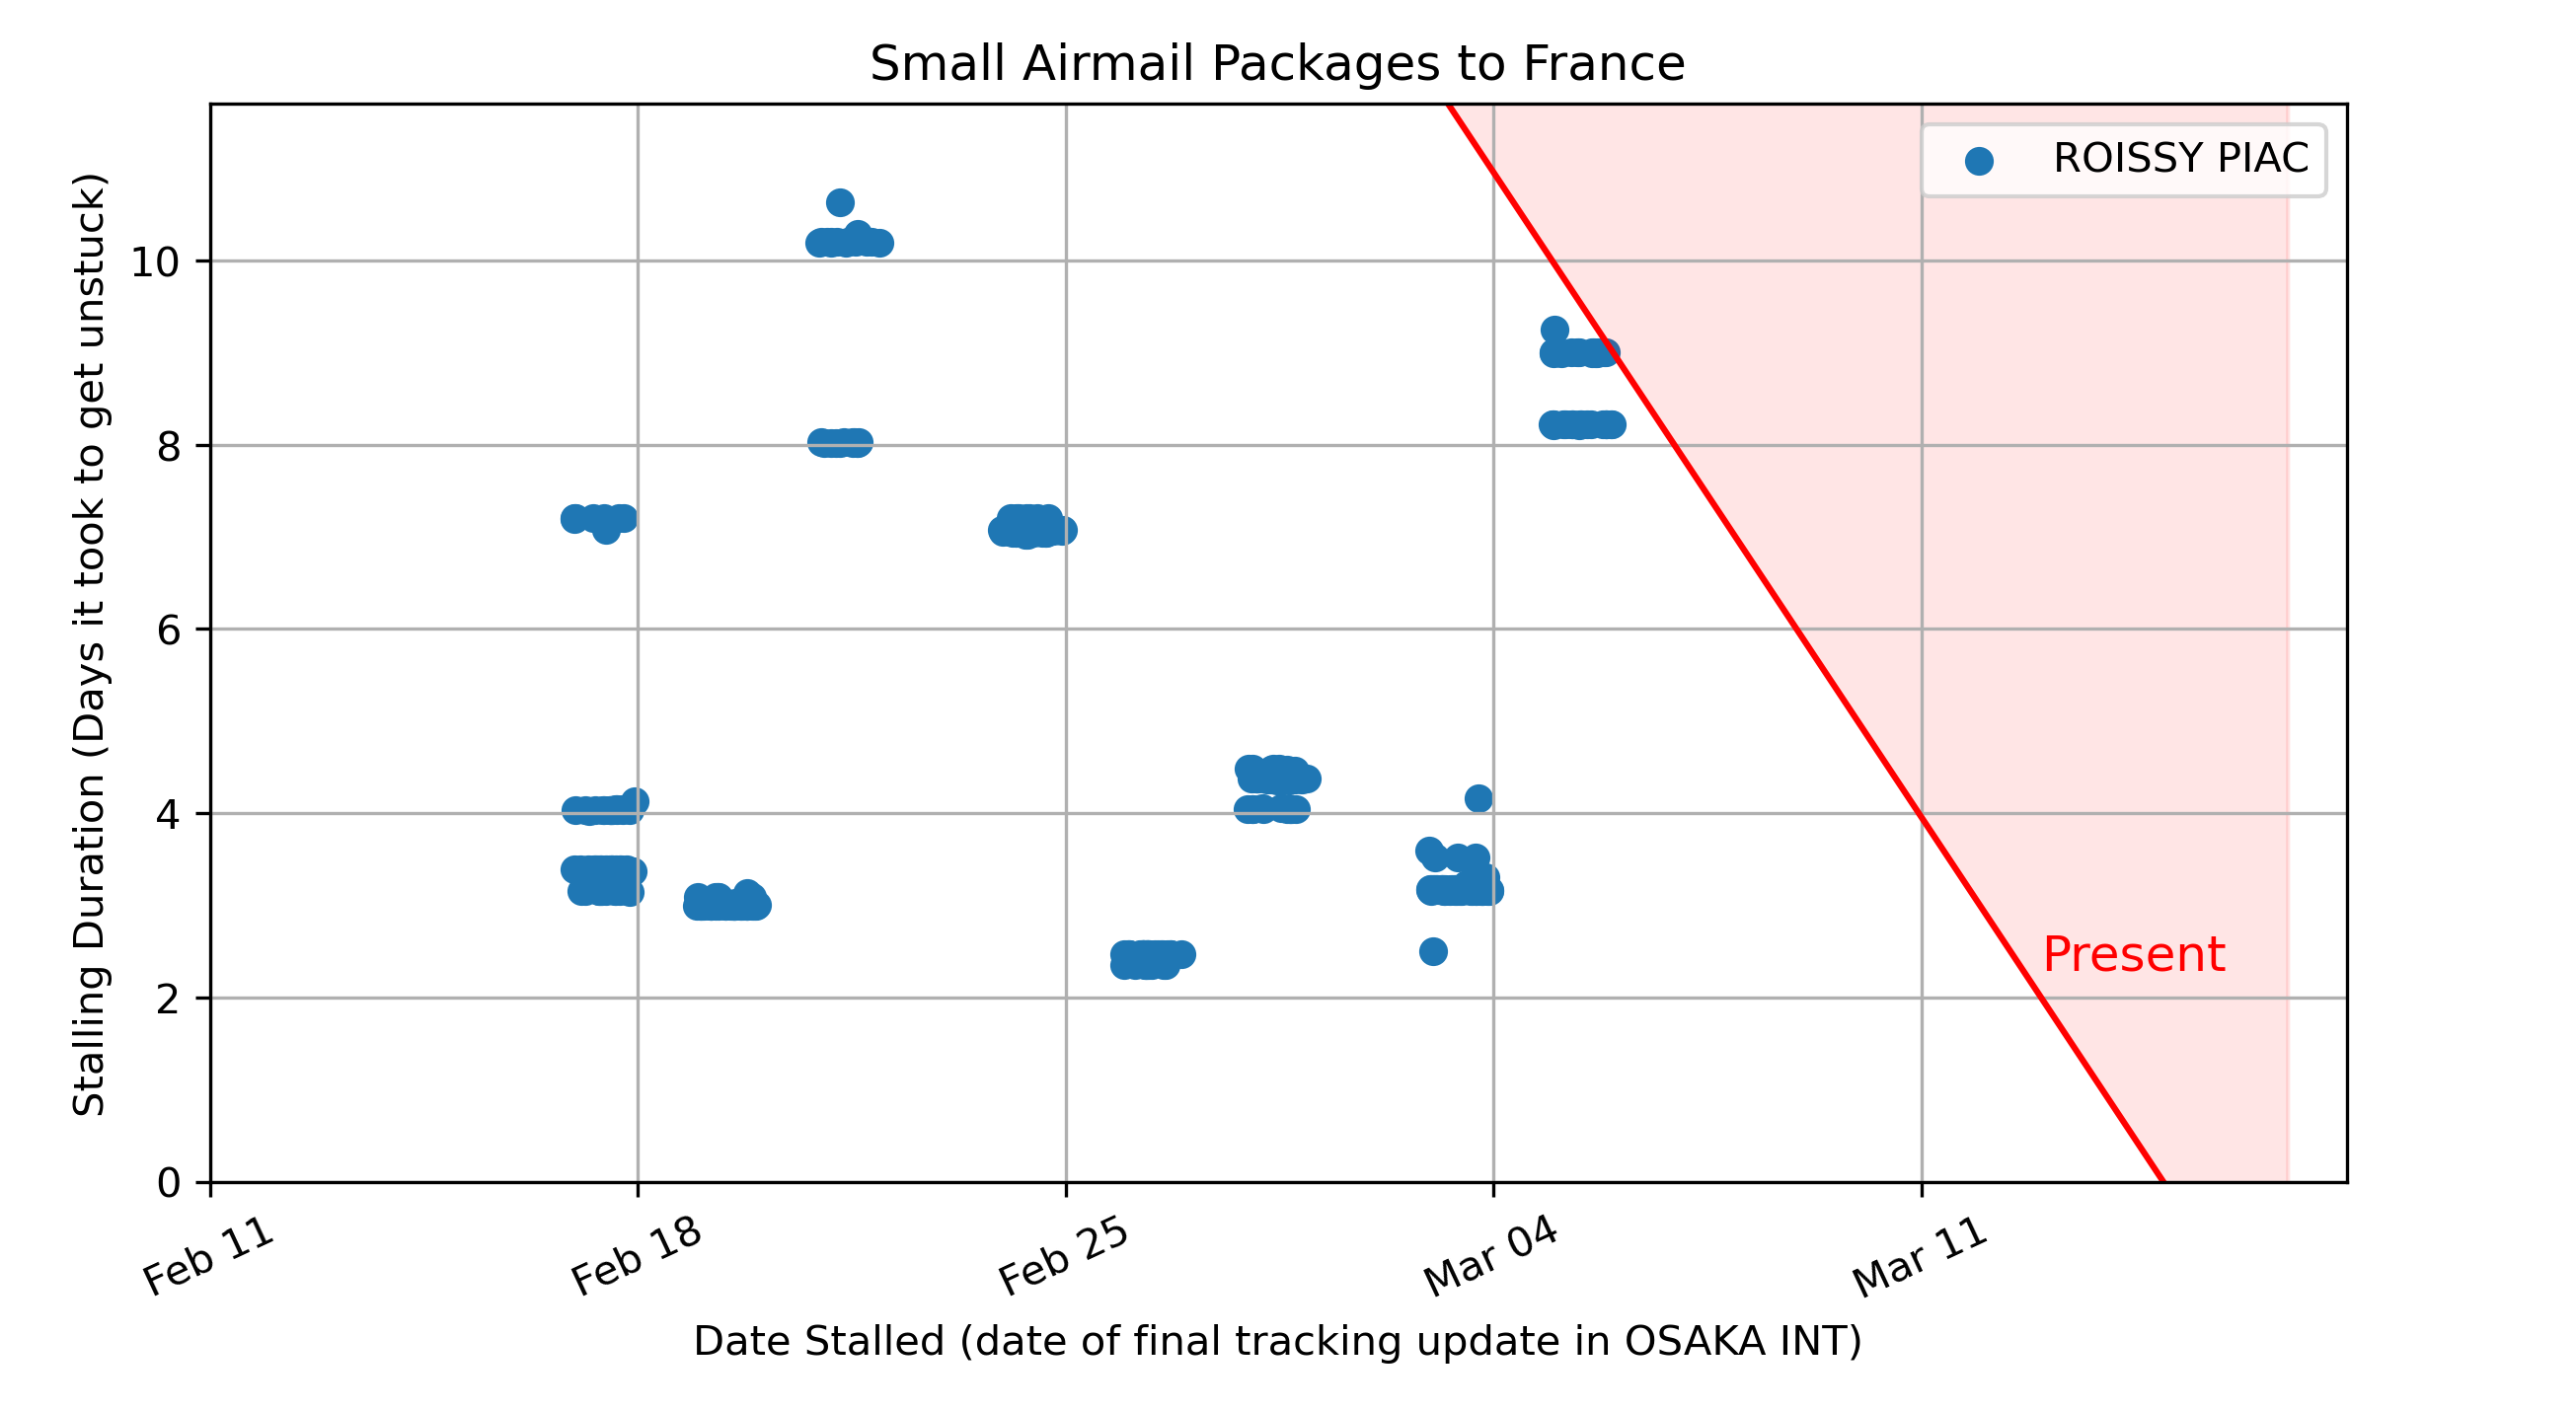 Small Airmail Packages to France
ROISSY PIAC
Stalling Duration (Days it took to get unstuck)
10
8
6
4
2
0
Present
Feb 11
Feb 18
Feb 25
Mar 04
Mar 11
Date Stalled (date of final tracking update in OSAKA INT)